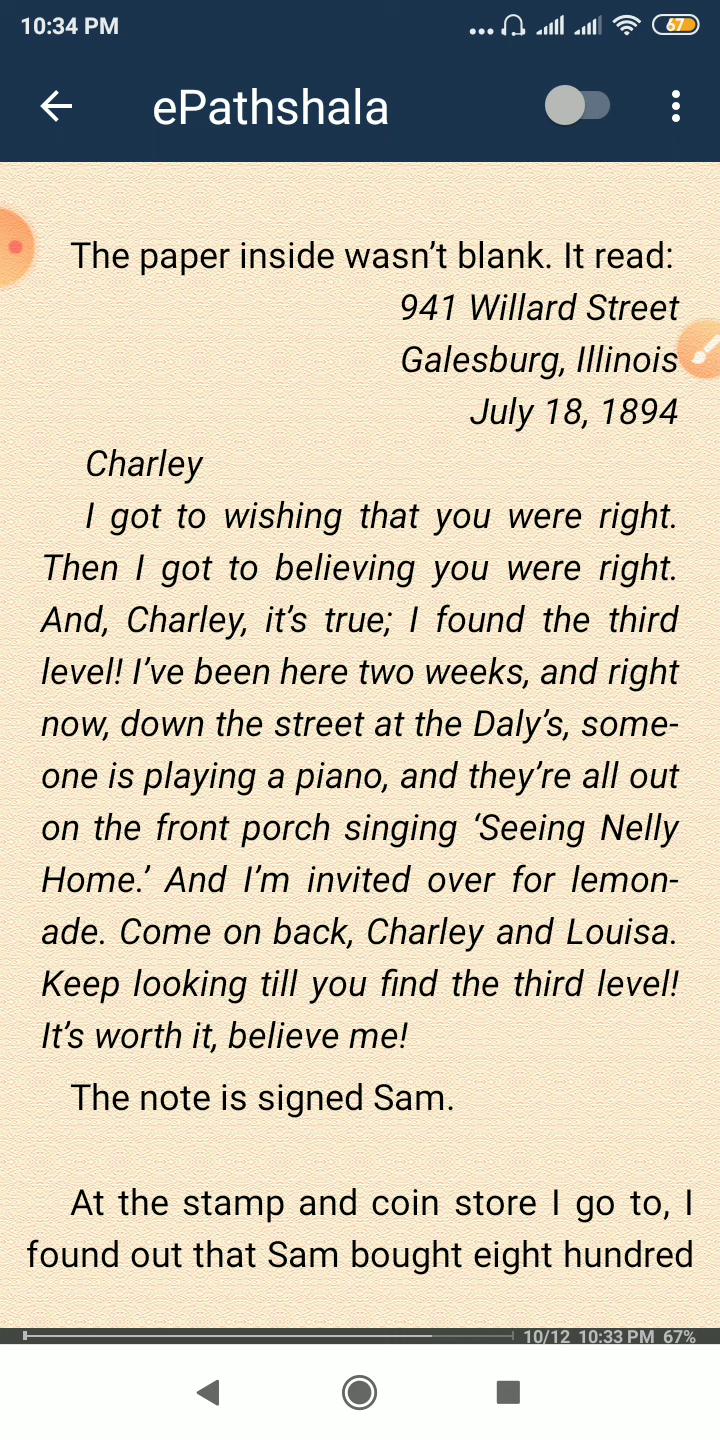 10:34 PM
67
ePathshala
The paper inside wasn’t blank. It read:
941 Willard Street
Galesburg, Illinois
July 18, 1894
Charley
I got to wishing that you were right.
Then I got to believing you were right.
And, Charley, it’s true; I found the third
level! I’ve been here two weeks, and right
now, down the street at the Daly’s, some-
one is playing a piano, and they’re all out
on the front porch singing ‘Seeing Nelly
Home.’ And I’m invited over for lemon-
ade. Come on back, Charley and Louisa.
Keep looking till you find the third level!
It’s worth it, believe me!
The note is signed Sam.
At the stamp and coin store I go to, I
found out that Sam bought eight hundred
10/12 10:33 PM 67%